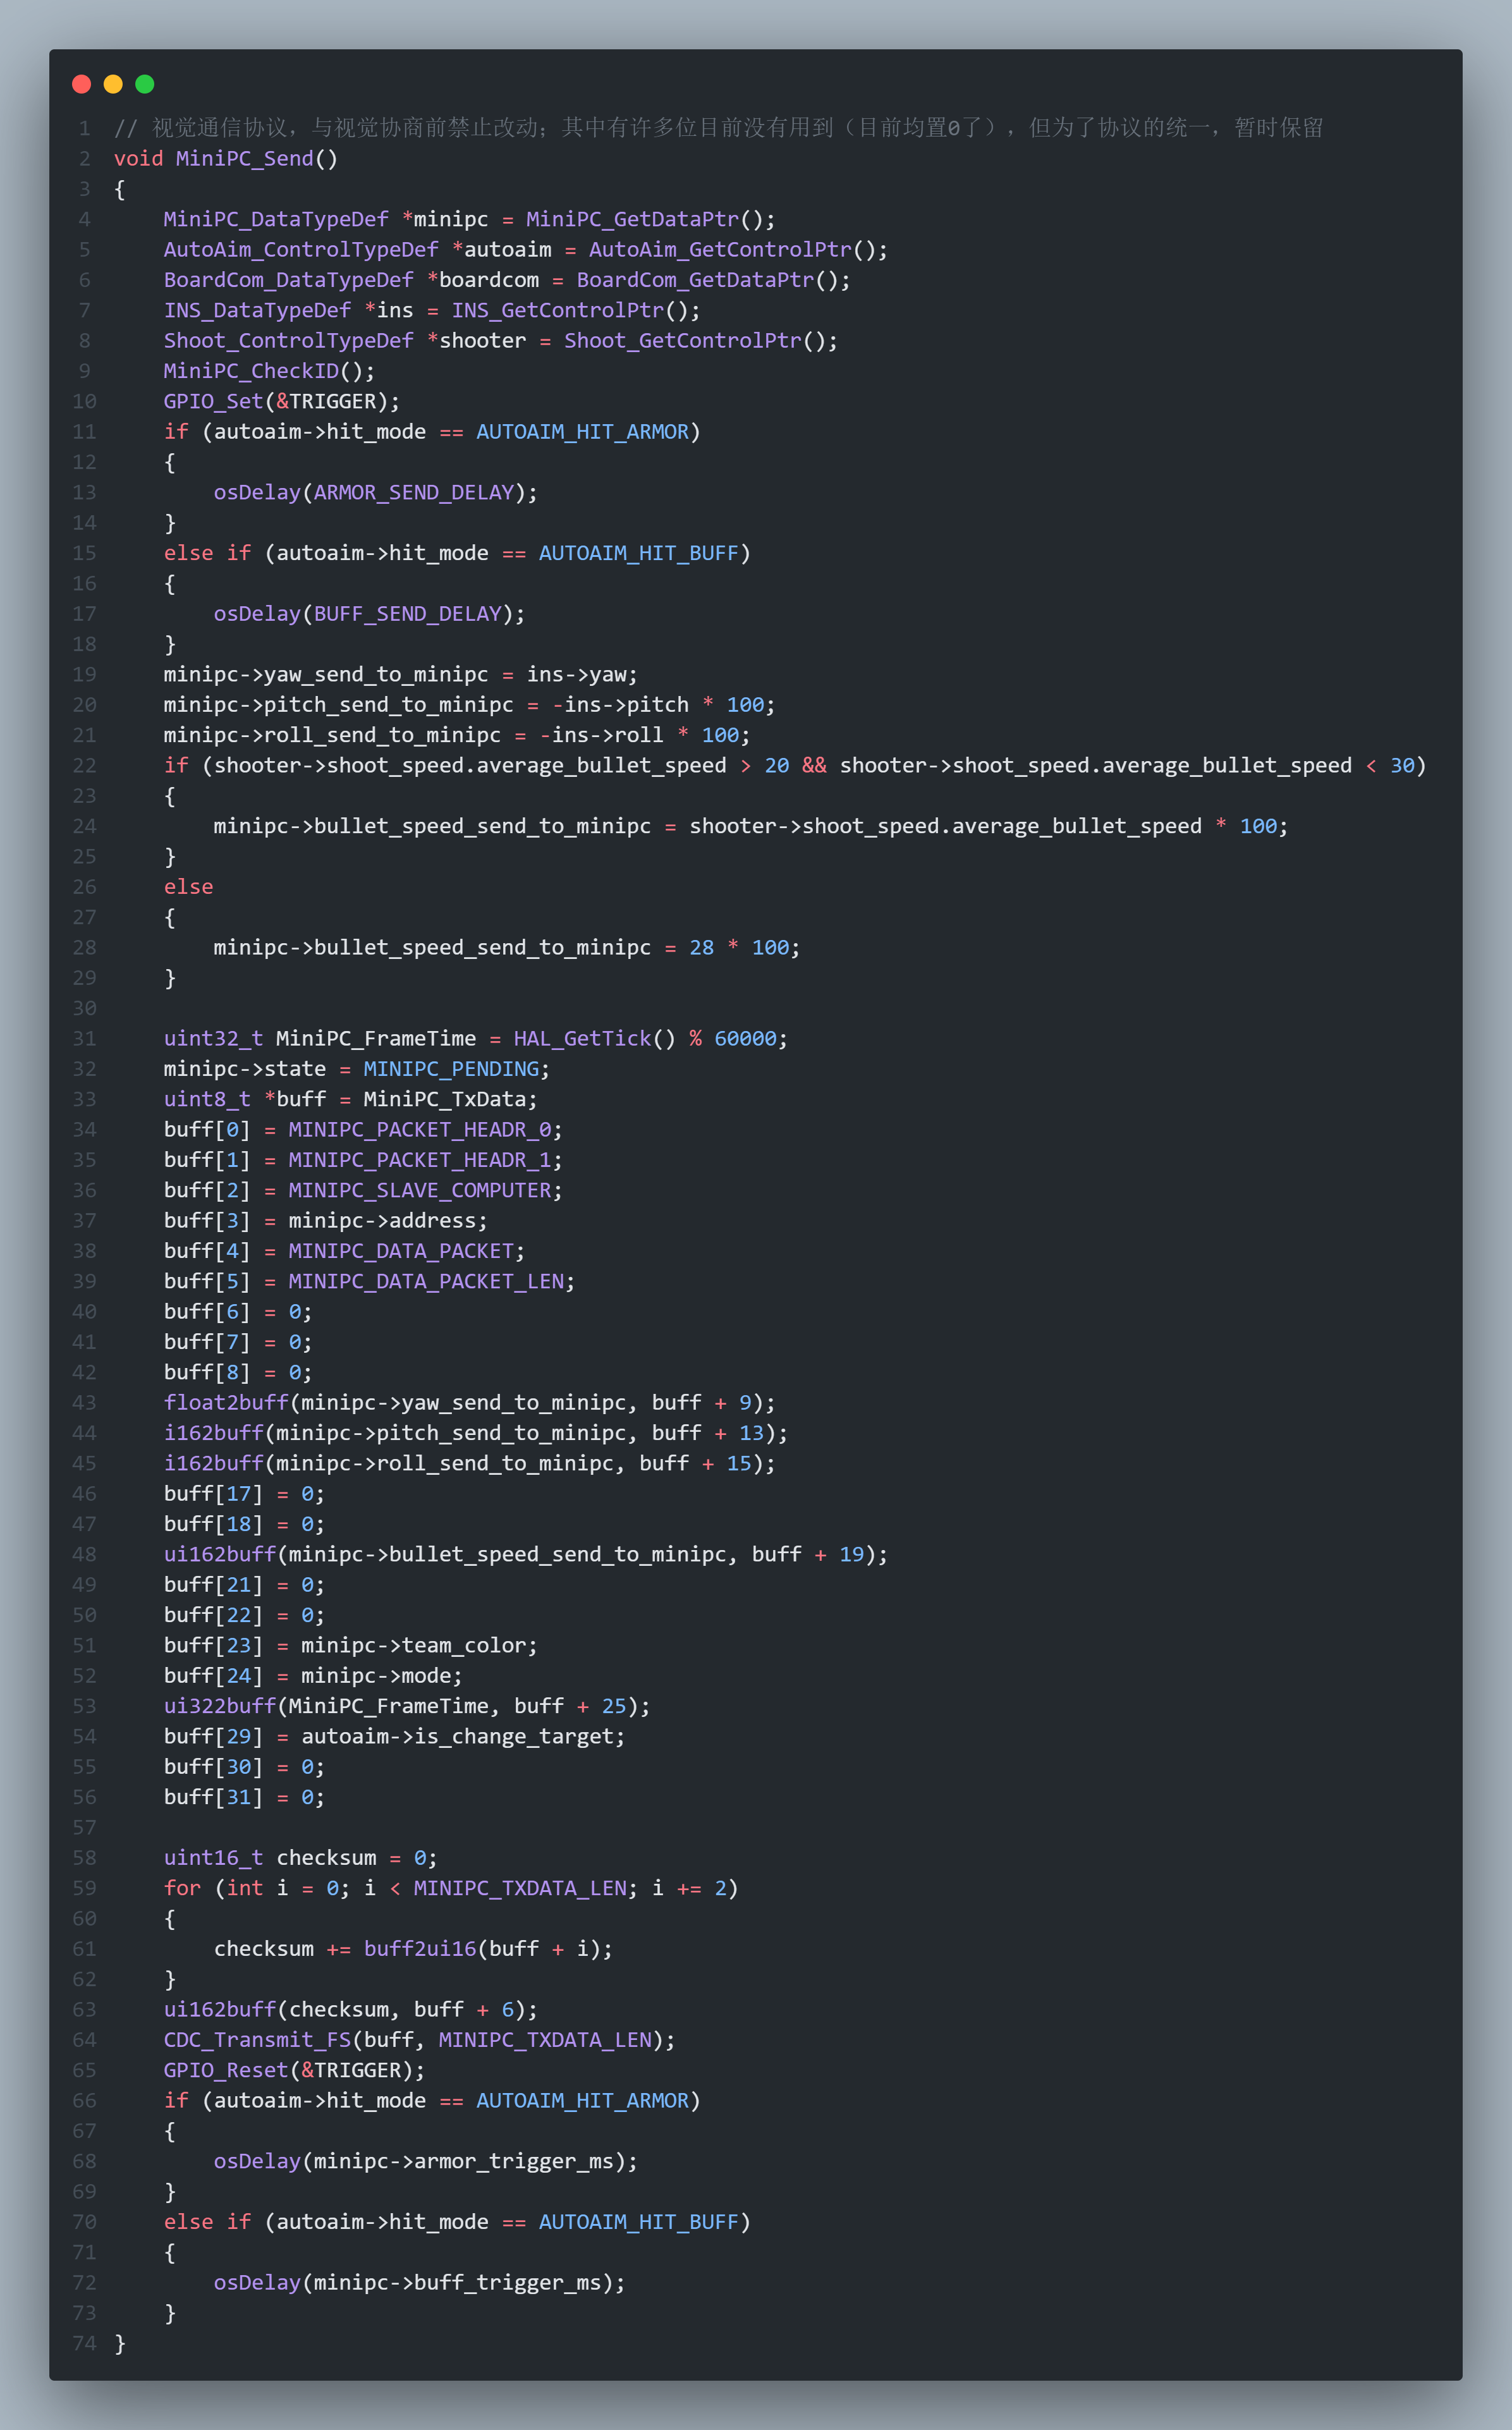 1 // 视觉通信协议，与视觉协商前禁止改动；其中有许多位目前没有用到（目前均置0了），但为了协议的统一，暂时保留
2 void MiniPC_Send()
3 {
4     MiniPC_DataTypeDef *minipc = MiniPC_GetDataPtr();
5     AutoAim_ControlTypeDef *autoaim = AutoAim_GetControlPtr();
6     BoardCom_DataTypeDef *boardcom = BoardCom_GetDataPtr();
7     INS_DataTypeDef *ins = INS_GetControlPtr();
8     Shoot_ControlTypeDef *shooter = Shoot_GetControlPtr();
9     MiniPC_CheckID();
10     GPIO_Set(&TRIGGER);
11     if (autoaim->hit_mode == AUTOAIM_HIT_ARMOR)
12     {
13         osDelay(ARMOR_SEND_DELAY);
14     }
15     else if (autoaim->hit_mode == AUTOAIM_HIT_BUFF)
16     {
17         osDelay(BUFF_SEND_DELAY);
18     }
19     minipc->yaw_send_to_minipc = ins->yaw;
20     minipc->pitch_send_to_minipc = -ins->pitch * 100;
21     minipc->roll_send_to_minipc = -ins->roll * 100;
22     if (shooter->shoot_speed.average_bullet_speed > 20 && shooter->shoot_speed.average_bullet_speed < 30)
23     {
24         minipc->bullet_speed_send_to_minipc = shooter->shoot_speed.average_bullet_speed * 100;
25     }
26     else
27     {
28         minipc->bullet_speed_send_to_minipc = 28 * 100;
29     }
30
31     uint32_t MiniPC_FrameTime = HAL_GetTick() % 60000;
32     minipc->state = MINIPC_PENDING;
33     uint8_t *buff = MiniPC_TxData;
34     buff[0] = MINIPC_PACKET_HEADR_0;
35     buff[1] = MINIPC_PACKET_HEADR_1;
36     buff[2] = MINIPC_SLAVE_COMPUTER;
37     buff[3] = minipc->address;
38     buff[4] = MINIPC_DATA_PACKET;
39     buff[5] = MINIPC_DATA_PACKET_LEN;
40     buff[6] = 0;
41     buff[7] = 0;
42     buff[8] = 0;
43     float2buff(minipc->yaw_send_to_minipc, buff + 9);
44     i162buff(minipc->pitch_send_to_minipc, buff + 13);
45     i162buff(minipc->roll_send_to_minipc, buff + 15);
46     buff[17] = 0;
47     buff[18] = 0;
48     ui162buff(minipc->bullet_speed_send_to_minipc, buff + 19);
49     buff[21] = 0;
50     buff[22] = 0;
51     buff[23] = minipc->team_color;
52     buff[24] = minipc->mode;
53     ui322buff(MiniPC_FrameTime, buff + 25);
54     buff[29] = autoaim->is_change_target;
55     buff[30] = 0;
56     buff[31] = 0;
57
58     uint16_t checksum = 0;
59     for (int i = 0; i < MINIPC_TXDATA_LEN; i += 2)
60     {
61         checksum += buff2ui16(buff + i);
62     }
63     ui162buff(checksum, buff + 6);
64     CDC_Transmit_FS(buff, MINIPC_TXDATA_LEN);
65     GPIO_Reset(&TRIGGER);
66     if (autoaim->hit_mode == AUTOAIM_HIT_ARMOR)
67     {
68         osDelay(minipc->armor_trigger_ms);
69     }
70     else if (autoaim->hit_mode == AUTOAIM_HIT_BUFF)
71     {
72         osDelay(minipc->buff_trigger_ms);
73     }
74 }